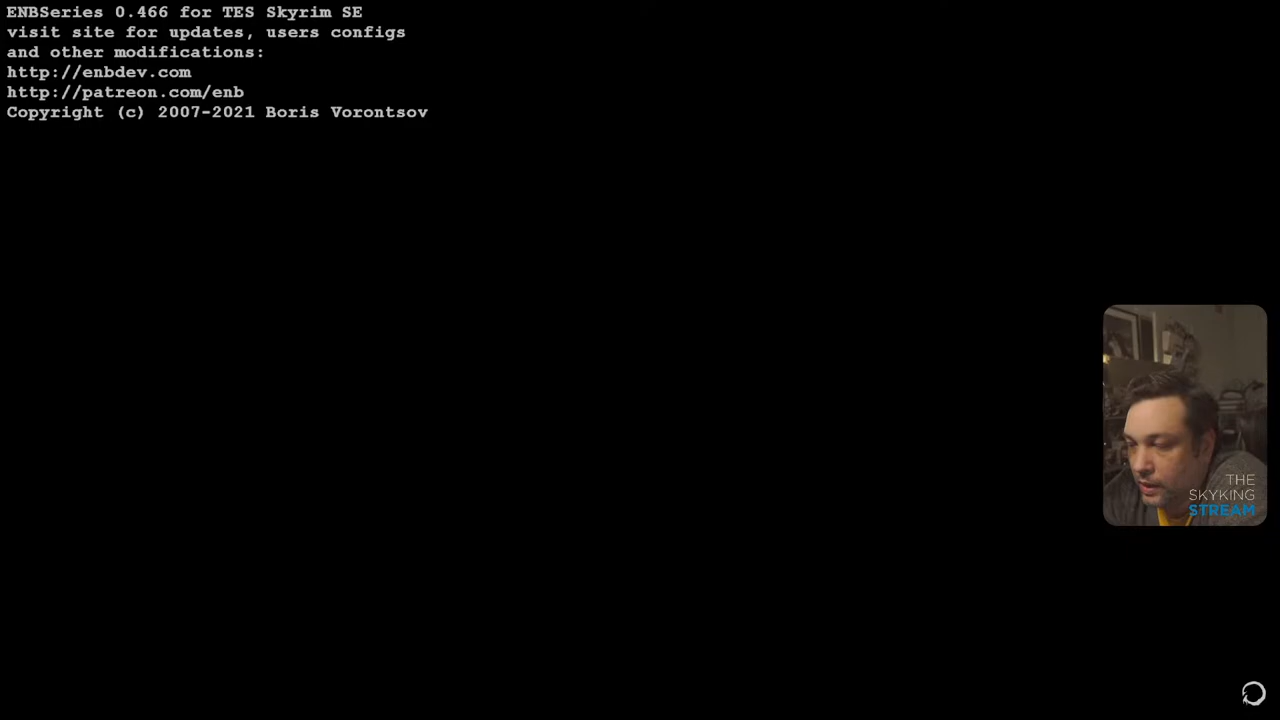 ENBSeries 0.466 for TES Skyrim SE
visit site for updates, users configs
and other modifications:
http://enbdev.com
http://patreon.com/enb
Copyright (c) 2007-2021 Boris Vorontsov
THE
SKYKING
STREAM